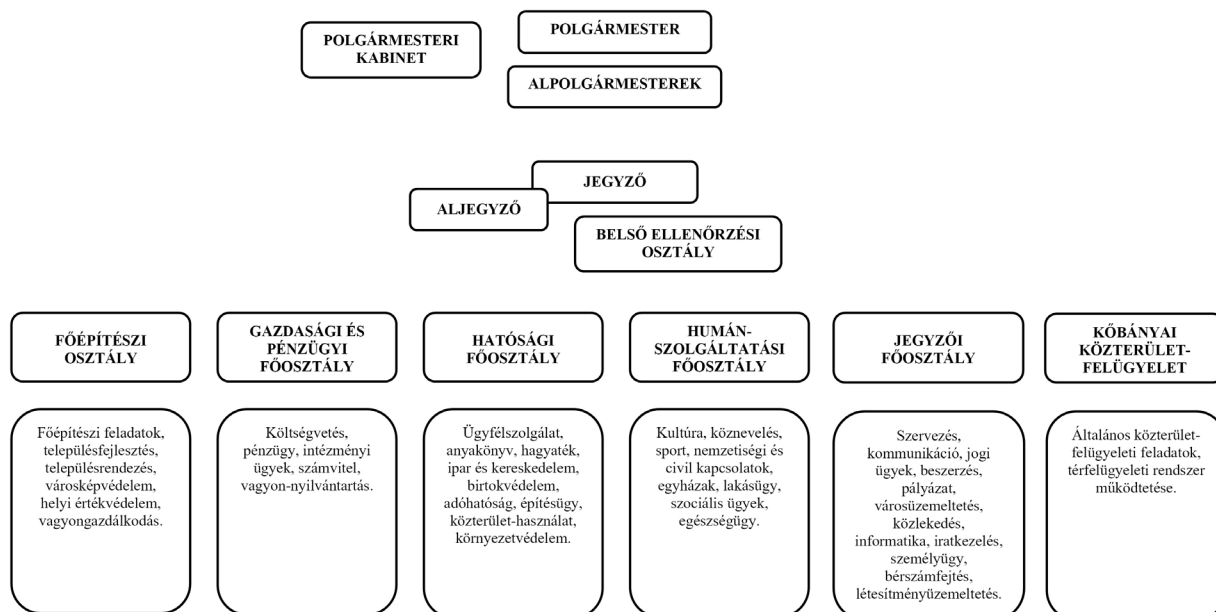 POLGÁRMESTERI
KABINET
POLGÁRMESTER
ALPOLGÁRMESTEREK
JEGYZŐ
ALJEGYZŐ
BELSŐ ELLENŐRZÉSI
OSZTÁLY
FŐÉPÍTÉSZI
OSZTÁLY
GAZDASÁGI ÉS
PÉNZÜGYI
FŐOSZTÁLY
HATÓSÁGI
FŐOSZTÁLY
HUMÁN-
SZOLGÁLTATÁSI
FŐOSZTÁLY
JEGYZŐI
FŐOSZTÁLY
KŐBÁNYAI
KÖZTERÜLET-
FELÜGYELET
Főépítészi feladatok,
településfejlesztés,
településrendezés,
városképvédelem,
helyi értékvédelem,
vagyongazdálkodás.
Költségvetés,
pénzügy, intézményi
ügyek, számvitel,
vagyon-nyilvántartás.
Ügyfélszolgálat,
anyakönyv, hagyaték,
ipar és kereskedelem,
birtokvédelem,
adóhatóság, építésügy,
közterület-használat,
környezetvédelem.
Kultúra, köznevelés,
sport, nemzetiségi és
civil kapcsolatok,
egyházak, lakásügy,
szociális ügyek,
egészségügy.
Szervezés,
kommunikáció, jogi
ügyek, beszerzés,
pályázat,
városüzemeltetés,
közlekedés,
informatika, iratkezelés,
személyügy,
bérszámfejtés,
létesítményüzemeltetés.
Általános közterület-
felügyeleti feladatok,
térfelügyeleti rendszer
működtetése.